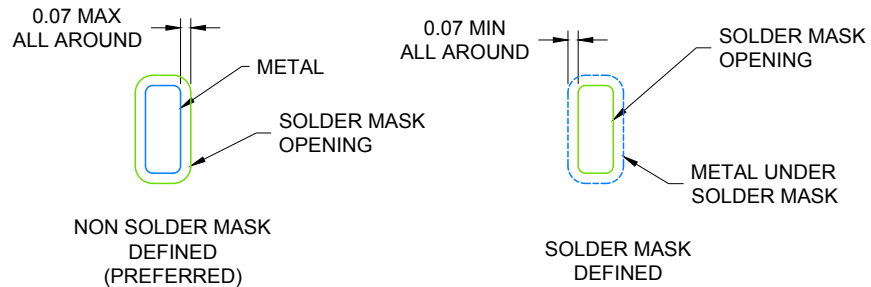 0.07 MAX
ALL AROUND
METAL
SOLDER MASK
OPENING
NON SOLDER MASK
DEFINED
(PREFERRED)
0.07 MIN
ALL AROUND
SOLDER MASK
OPENING
METAL UNDER
SOLDER MASK
SOLDER MASK
DEFINED